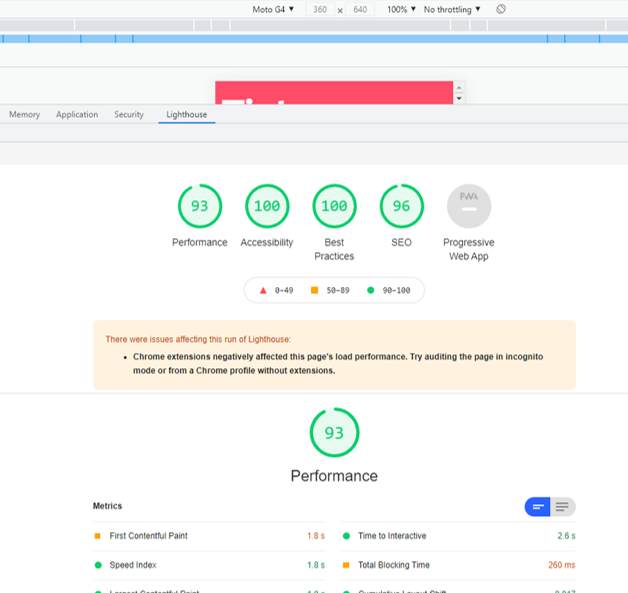 Moto G4 ▼ 360 × 640 100% ▼ No throttling ▼
Memory Application Security Lighthouse
93 100 100 96 PWA
Performance Accessibility Best Practices SEO Progressive Web App
▲ 0–49 ■ 50–89 ● 90–100
There were issues affecting this run of Lighthouse:
• Chrome extensions negatively affected this page's load performance. Try auditing the page in incognito
mode or from a Chrome profile without extensions.
93
Performance
Metrics
First Contentful Paint 1.8 s Time to Interactive 2.6 s
Speed Index 1.8 s Total Blocking Time 260 ms